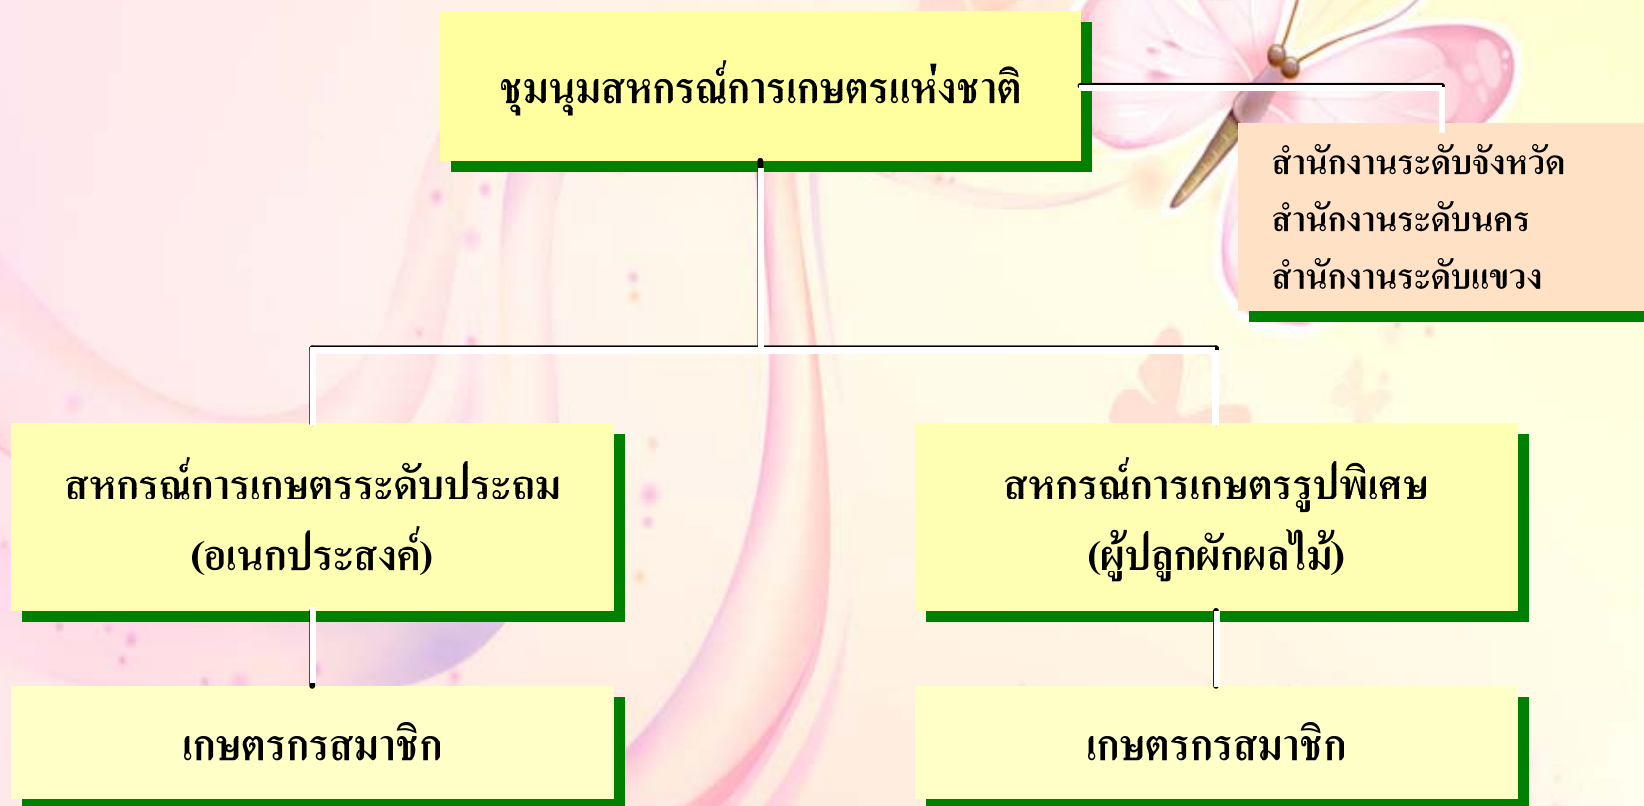 ชุมนุมสหกรณ์การเกษตรแห่งชาติ
สำนักงานระดับจังหวัด
สำนักงานระดับนคร
สำนักงานระดับแขวง
สหกรณ์การเกษตรระดับประถม
(อเนกประสงค์)
สหกรณ์การเกษตรรูปพิเศษ
(ผู้ปลูกผักผลไม้)
เกษตรกรสมาชิก
เกษตรกรสมาชิก